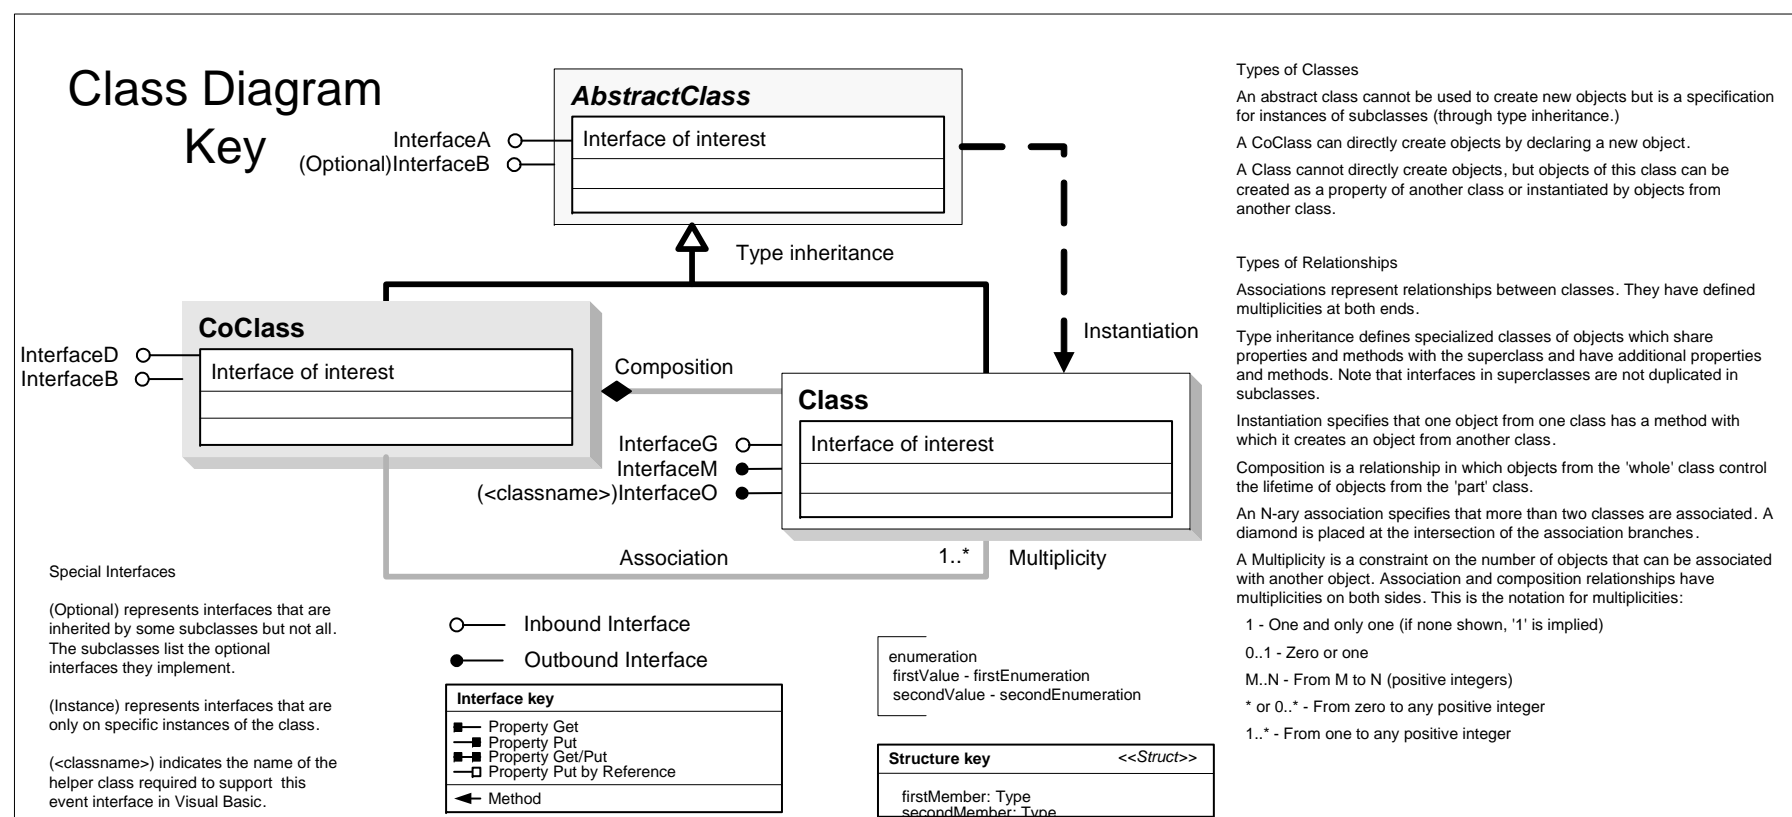 Class Diagram
Key
AbstractClass
Interface of interest
InterfaceA
(Optional)InterfaceB
Type inheritance
Instantiation
CoClass
Interface of interest
InterfaceD
InterfaceB
Composition
Class
Interface of interest
InterfaceG
InterfaceM
(<classname>)InterfaceO
Association
1..*
Multiplicity
Special Interfaces
(Optional) represents interfaces that are
inherited by some subclasses but not all.
The subclasses list the optional
interfaces they implement.
(Instance) represents interfaces that are
only on specific instances of the class.
(<classname>) indicates the name of the
helper class required to support this
event interface in Visual Basic.
Inbound Interface
Outbound Interface
Interface key
Property Get
Property Put
Property Get/Put
Property Put by Reference
Method
enumeration
firstValue - firstEnumeration
secondValue - secondEnumeration
Structure key <<Struct>>
firstMember: Type
secondMember: Type
Types of Classes
An abstract class cannot be used to create new objects but is a specification
for instances of subclasses (through type inheritance.)
A CoClass can directly create objects by declaring a new object.
A Class cannot directly create objects, but objects of this class can be
created as a property of another class or instantiated by objects from
another class.
Types of Relationships
Associations represent relationships between classes. They have defined
multiplicities at both ends.
Type inheritance defines specialized classes of objects which share
properties and methods with the superclass and have additional properties
and methods. Note that interfaces in superclasses are not duplicated in
subclasses.
Instantiation specifies that one object from one class has a method with
which it creates an object from another class.
Composition is a relationship in which objects from the 'whole' class control
the lifetime of objects from the 'part' class.
An N-ary association specifies that more than two classes are associated. A
diamond is placed at the intersection of the association branches.
A Multiplicity is a constraint on the number of objects that can be associated
with another object. Association and composition relationships have
multiplicities on both sides. This is the notation for multiplicities:
1 - One and only one (if none shown, '1' is implied)
0..1 - Zero or one
M..N - From M to N (positive integers)
* or 0..* - From zero to any positive integer
1..* - From one to any positive integer